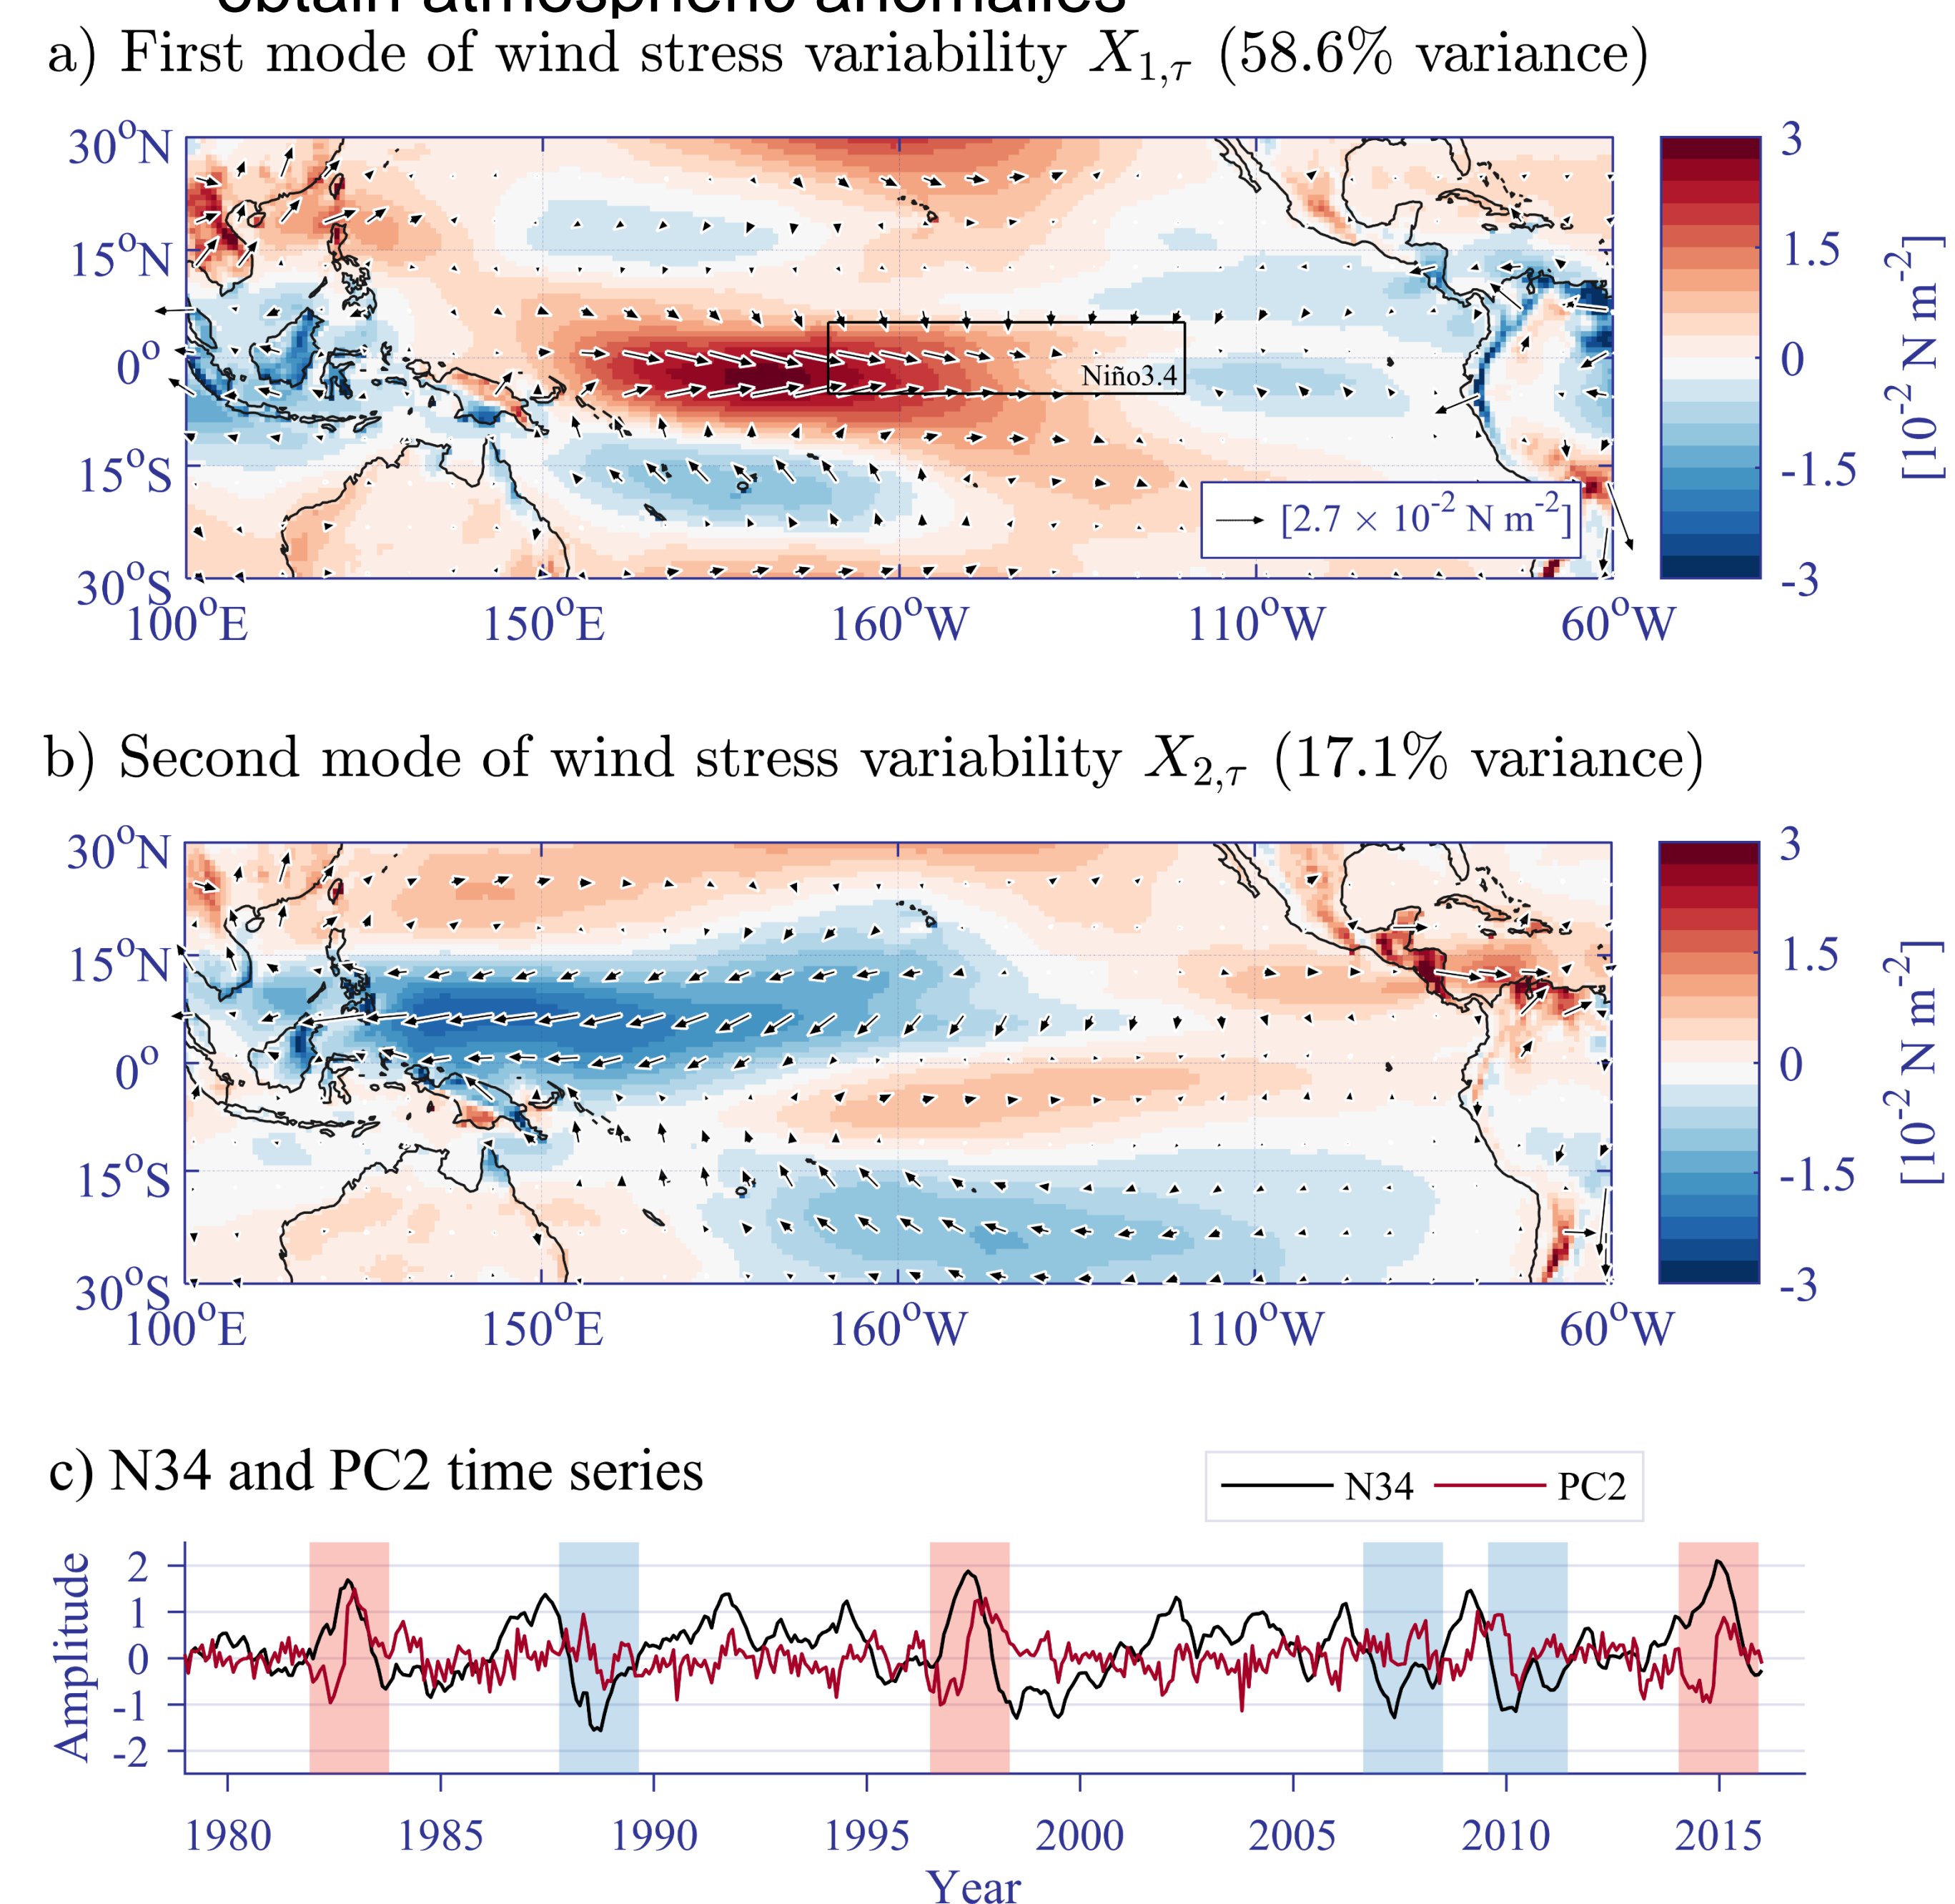 obtain atmospheric anomalies
a) First mode of wind stress variability X1,τ (58.6% variance)
30°N
15°N
0°
15°S
30°S
100°E
150°E
160°W
110°W
60°W
Niño3.4
[2.7 × 10-2 N m-2]
3
1.5
0
-1.5
-3
[10-2 N m-2]
b) Second mode of wind stress variability X2,τ (17.1% variance)
30°N
15°N
0°
15°S
30°S
100°E
150°E
160°W
110°W
60°W
3
1.5
0
-1.5
-3
[10-2 N m-2]
c) N34 and PC2 time series
N34
PC2
Amplitude
2
1
0
-1
-2
1980
1985
1990
1995
2000
2005
2010
2015
Year